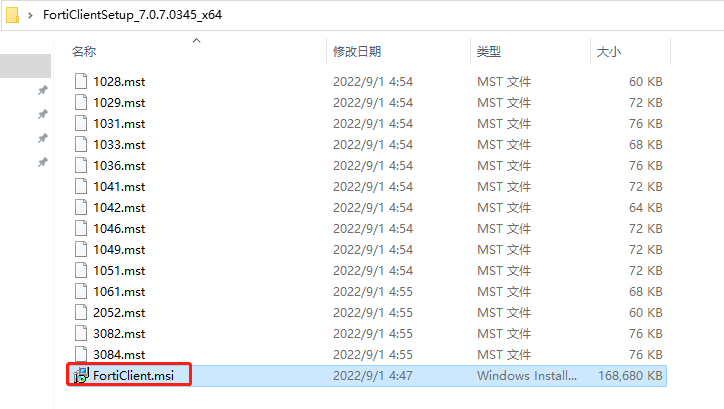 FortiClientSetup_7.0.7.0345_x64
名称 修改日期 类型 大小
1028.mst 2022/9/1 4:54 MST 文件 60 KB
1029.mst 2022/9/1 4:54 MST 文件 72 KB
1031.mst 2022/9/1 4:54 MST 文件 76 KB
1033.mst 2022/9/1 4:54 MST 文件 68 KB
1036.mst 2022/9/1 4:54 MST 文件 76 KB
1041.mst 2022/9/1 4:54 MST 文件 72 KB
1042.mst 2022/9/1 4:54 MST 文件 64 KB
1046.mst 2022/9/1 4:54 MST 文件 72 KB
1049.mst 2022/9/1 4:54 MST 文件 72 KB
1051.mst 2022/9/1 4:54 MST 文件 72 KB
1061.mst 2022/9/1 4:55 MST 文件 68 KB
2052.mst 2022/9/1 4:55 MST 文件 60 KB
3082.mst 2022/9/1 4:55 MST 文件 76 KB
3084.mst 2022/9/1 4:55 MST 文件 76 KB
FortiClient.msi 2022/9/1 4:47 Windows Install... 168,680 KB